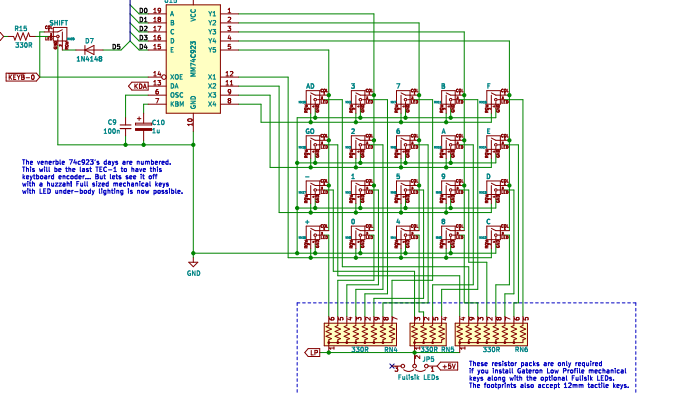 SHIFT
R15
330R
D7
1N4148
D5
D0
D1
D2
D3
D4
19
18
17
16
15
A
B
C
D
E
VCC
MM74C923
GND
10
Y1
Y2
Y3
Y4
Y5
1
2
3
4
5
KEYB-0
14
XOE
13
DA
KDA
6
OSC
7
KBM
X1
X2
X3
X4
12
11
9
8
C9
100n
C10
1u
GND
AD
3
7
B
F
GO
2
6
A
E
-
1
5
9
D
+
0
4
8
C
The venerble 74c923's days are numbered.
This will be the last TEC-1 to have this
keyboard encoder... But lets see it off
with a huzzah! Full sized mechanical keys
with LED under-body lighting is now possible.
330R
RN4
330R
RN5
330R
RN6
LP
JP5
+5V
Fulisik LEDs
These resistor packs are only required
if you install Gateron Low Profile mechanical
keys along with the optional Fulisik LEDs.
The footprints also accept 12mm tactile keys.